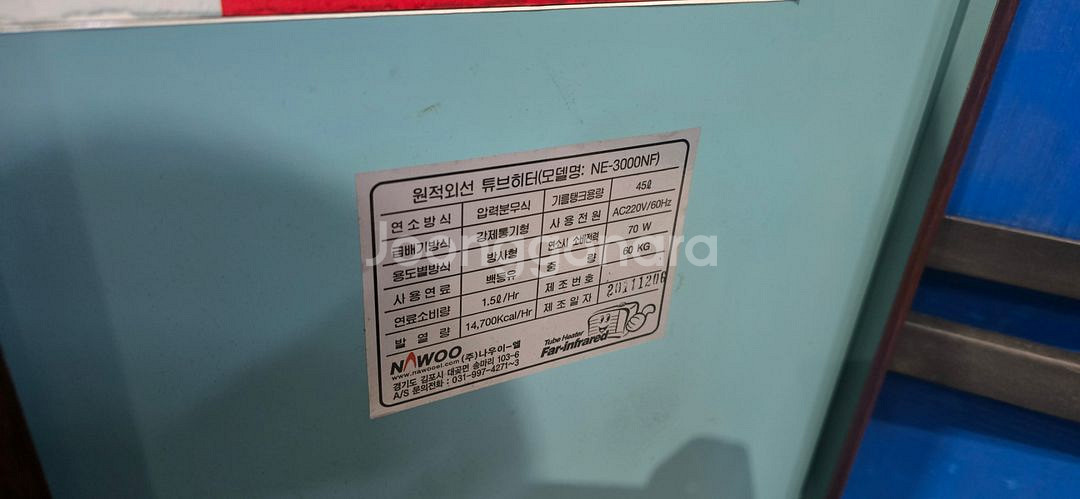 원적외선 튜브히터(모델명: NE-3000NF)
연소방식 압력분무식 기름탱크용량 45ℓ
급배기방식 강제통기형 사용전원 AC220V/60Hz
용도별방식 방사형 연소시 소비전력 70 W
사용연료 백등유 중량 60 KG
연료소비량 1.5ℓ/Hr 제조번호
발열량 14,700Kcal/Hr 제조일자
NAWOO (주)나우이-엘
www.nawooel.com
경기도 김포시 대곶면 송마리 103-6
A/S 문의전화 : 031-997-4271~3
Tube Heater
Far-Infrared
Joonggonara